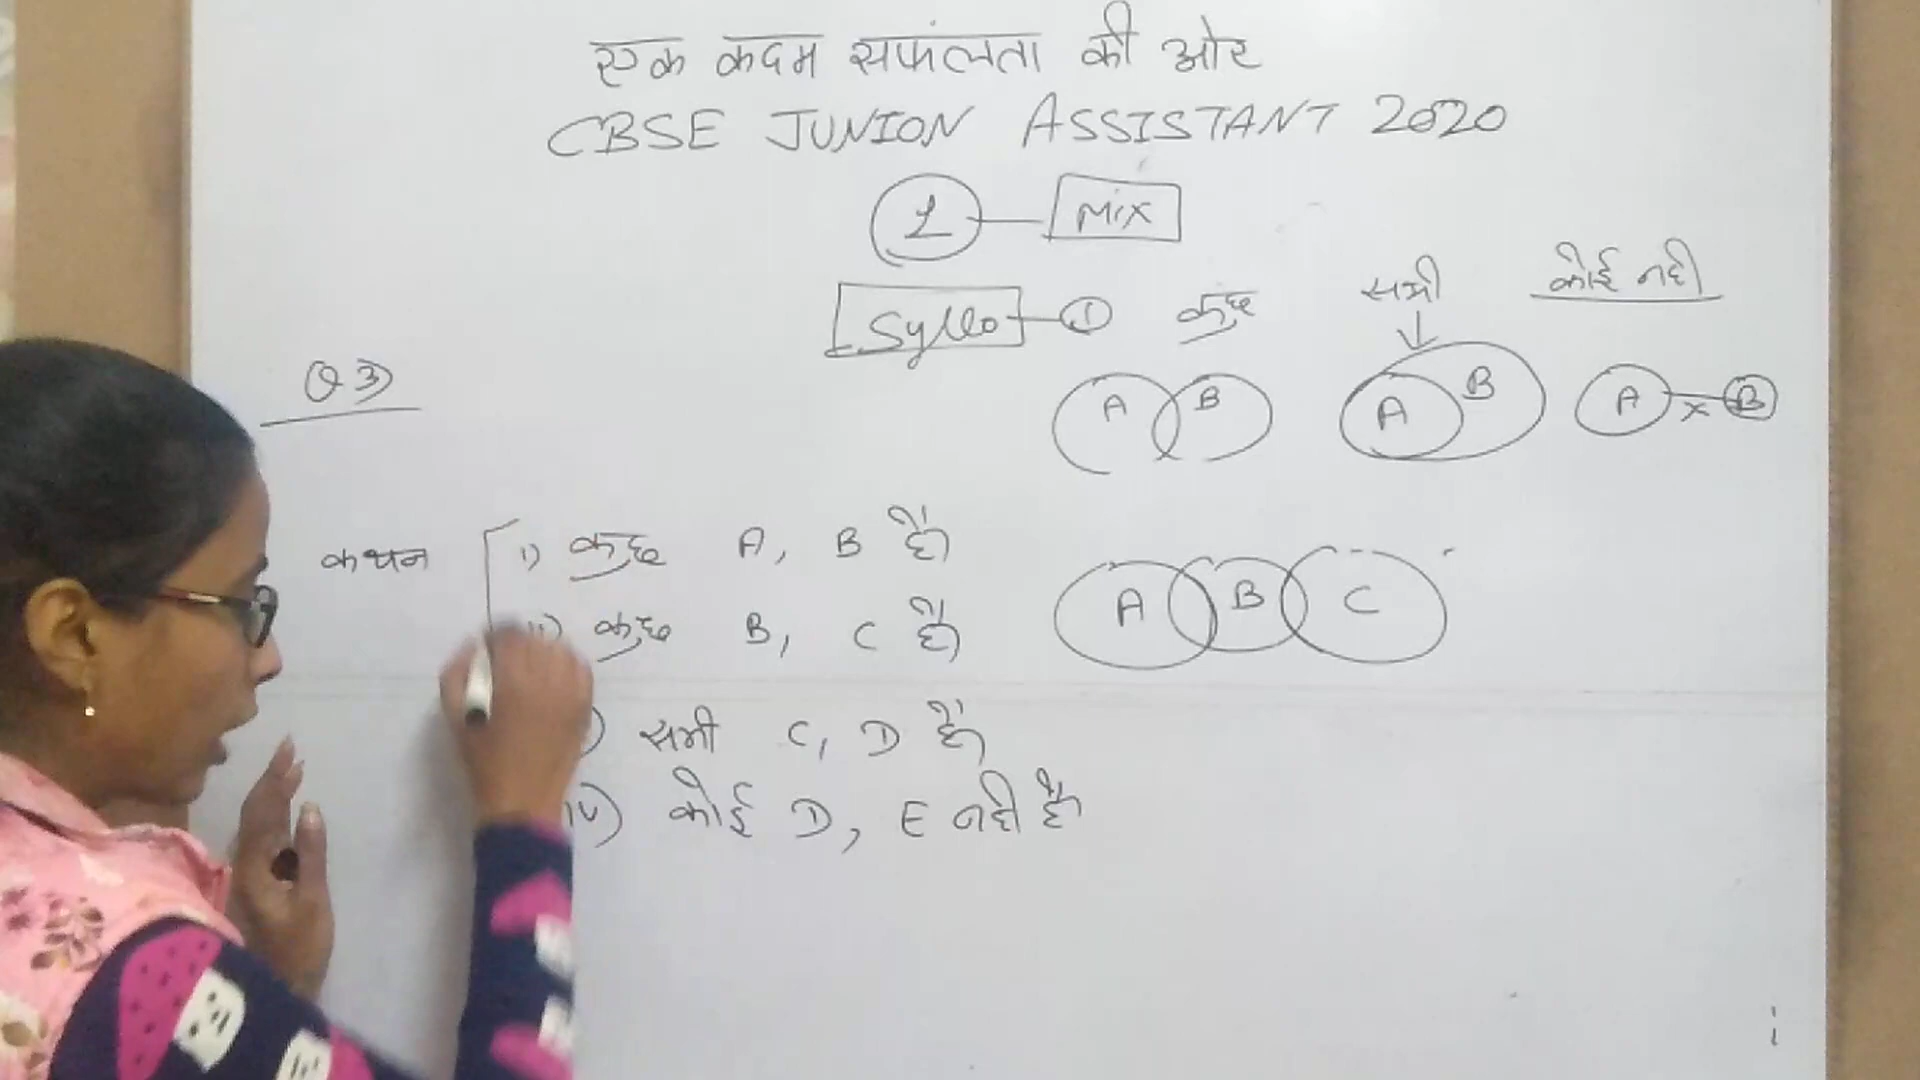 एक कदम सफलता की ओर
CBSE JUNION ASSISTANT 2020
1 Mix
Syllo 1 कुछ सभी कोई नही
Q 3)
A B A B A x B
कथन i) कुछ A, B है
A B C
ii) कुछ B, C है
) सभी C, D है
iv) कोई D, E नही है